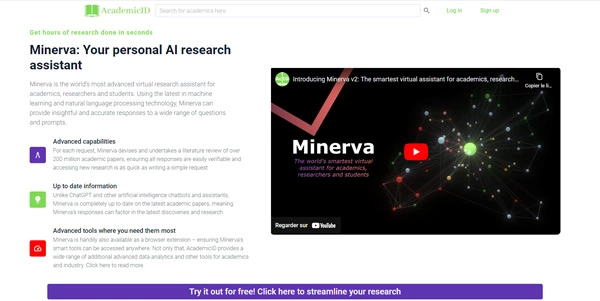 AcademicID
Search for academics here
Log in
Sign up
Get hours of research done in seconds
Minerva: Your personal AI research
assistant
Minerva is the world's most advanced virtual research assistant for
academics, researchers and students. Using the latest in machine
learning and natural language processing technology, Minerva can
provide insightful and accurate responses to a wide range of questions
and prompts.
Advanced capabilities
For each request, Minerva devises and undertakes a literature review of over
200 million academic papers, ensuring all responses are easily verifiable and
accessing new research is as quick as writing a simple request
Up to date information
Unlike ChatGPT and other artificial intelligence chatbots and assistants,
Minerva is completely up to date on the latest academic papers, meaning
Minerva's responses can factor in the latest discoveries and research
Advanced tools where you need them most
Minerva is handily also available as a browser extension – ensuring Minerva's
smart tools can be accessed anywhere. Not only that, AcademicID provides a
wide range of additional advanced data analytics and other tools for academics
and industry. Click here to read more
Introducing Minerva v2: The smartest virtual assistant for academics, research...
Copier le li...
Minerva
The world's smartest virtual
assistant for academics,
researchers and students
Regarder sur YouTube
Try it out for free! Click here to streamline your research